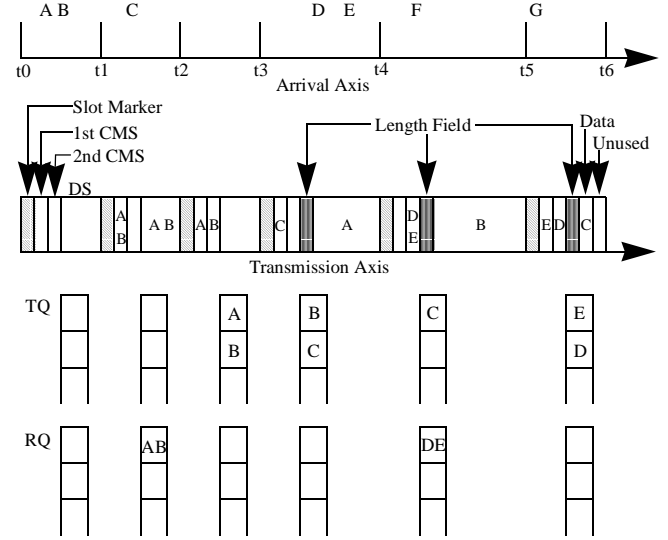 A B C D E F G
t0 t1 t2 t3 t4 t5 t6
Arrival Axis
Slot Marker
1st CMS
2nd CMS
Length Field
Data
Unused
DS
A B A B A B C A D E B E D C
Transmission Axis
TQ A B C E
B C D
RQ AB DE